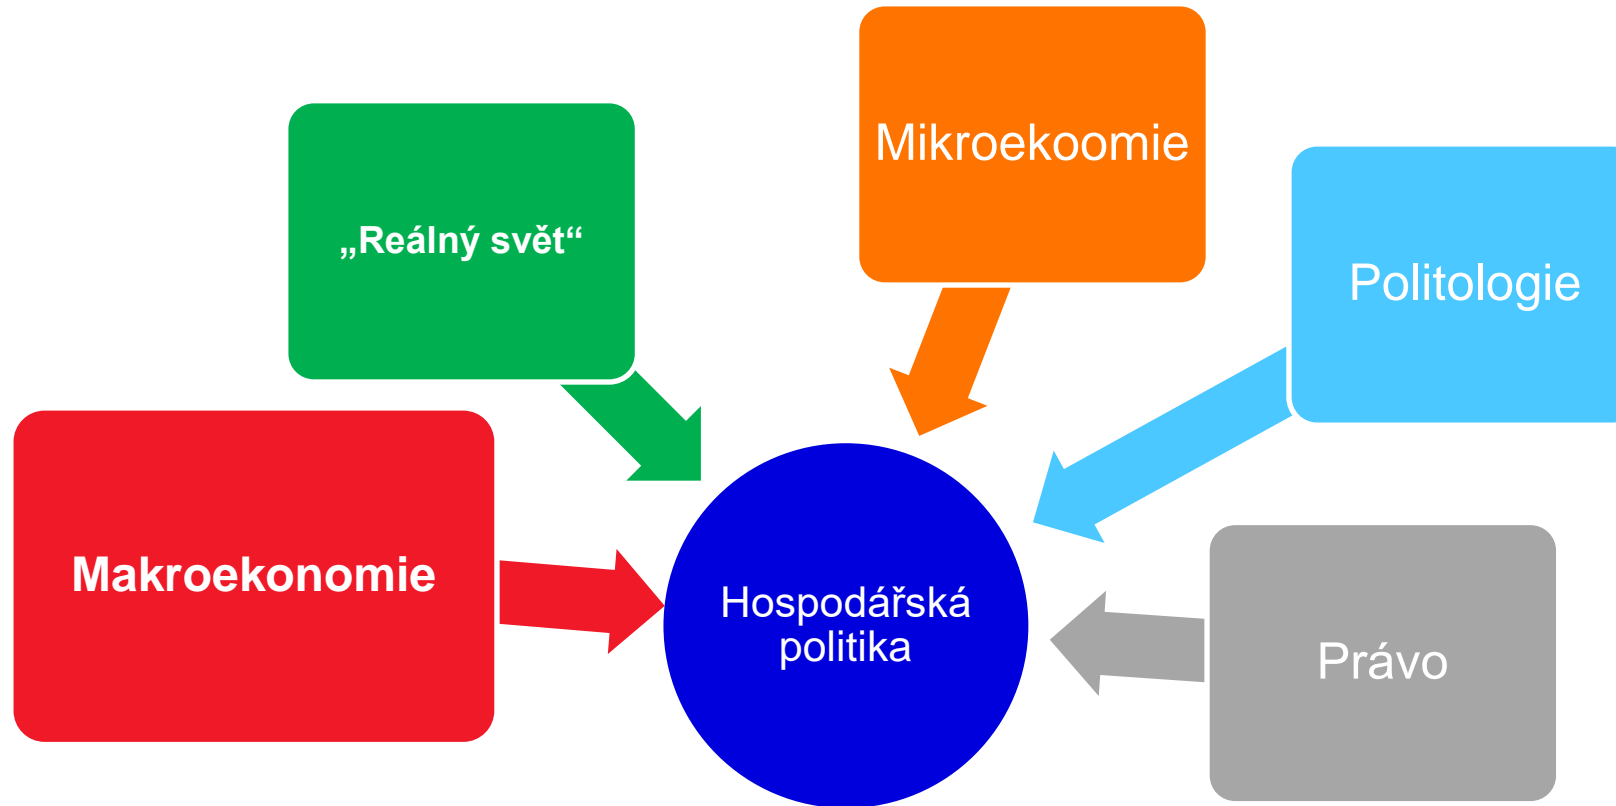 Mikroekoomie
„Reálný svět“
Politologie
Makroekonomie
Hospodářská
politika
Právo